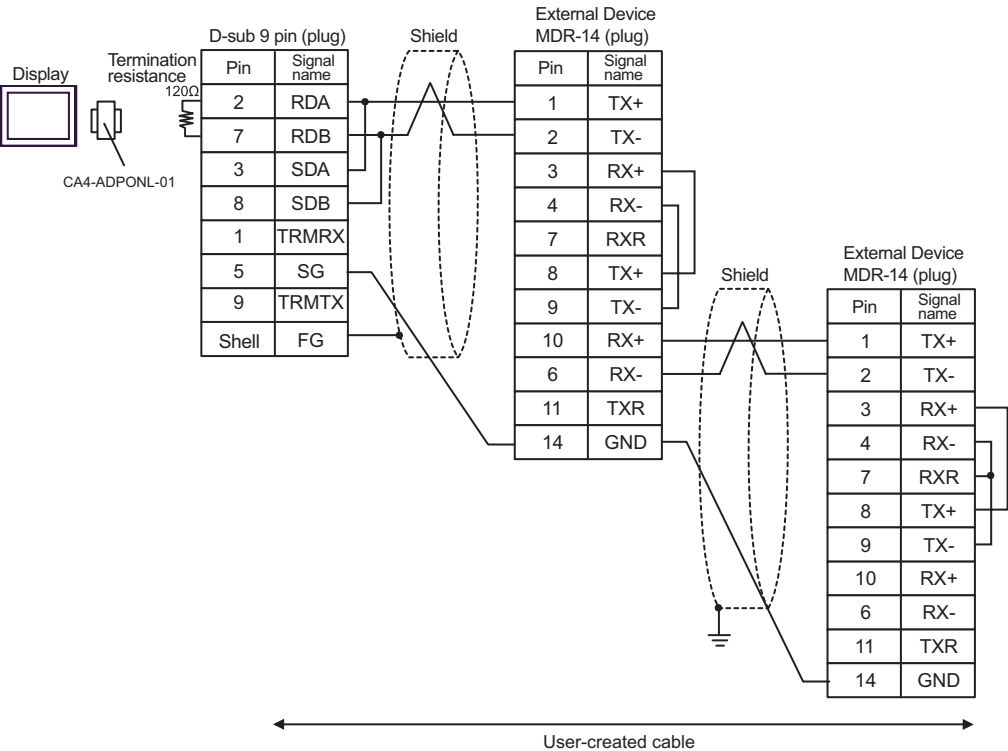 Display
CA4-ADPONL-01
Termination
resistance
120Ω
D-sub 9 pin (plug)
Pin Signal name
2 RDA
7 RDB
3 SDA
8 SDB
1 TRMRX
5 SG
9 TRMTX
Shell FG
Shield
External Device
MDR-14 (plug)
Pin Signal name
1 TX+
2 TX-
3 RX+
4 RX-
7 RXR
8 TX+
9 TX-
10 RX+
6 RX-
11 TXR
14 GND
Shield
External Device
MDR-14 (plug)
Pin Signal name
1 TX+
2 TX-
3 RX+
4 RX-
7 RXR
8 TX+
9 TX-
10 RX+
6 RX-
11 TXR
14 GND
User-created cable